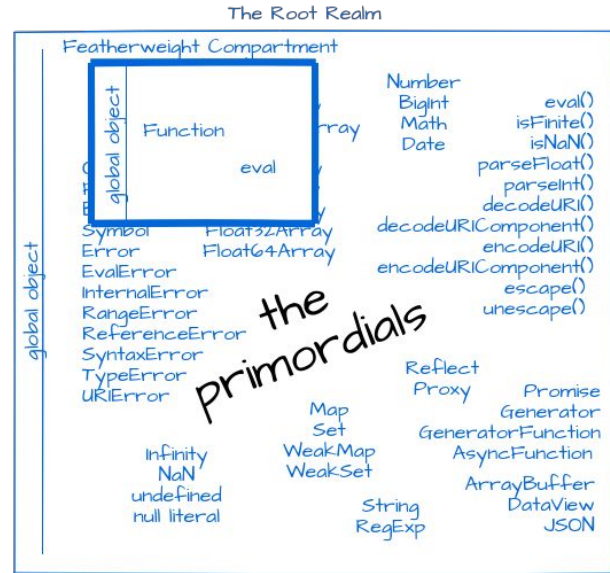 The Root Realm
Featherweight Compartment
global object
Function
eval
Symbol
Error
EvalError
InternalError
RangeError
ReferenceError
SyntaxError
TypeError
URIError
Float32Array
Float64Array
Number
BigInt
Math
Date
eval()
isFinite()
isNaN()
parseFloat()
parseInt()
decodeURI()
decodeURIComponent()
encodeURI()
encodeURIComponent()
escape()
unescape()
global object
the
primordials
Reflect
Proxy
Promise
Generator
GeneratorFunction
AsyncFunction
Map
Set
WeakMap
WeakSet
Infinity
NaN
undefined
null literal
ArrayBuffer
DataView
JSON
String
RegExp